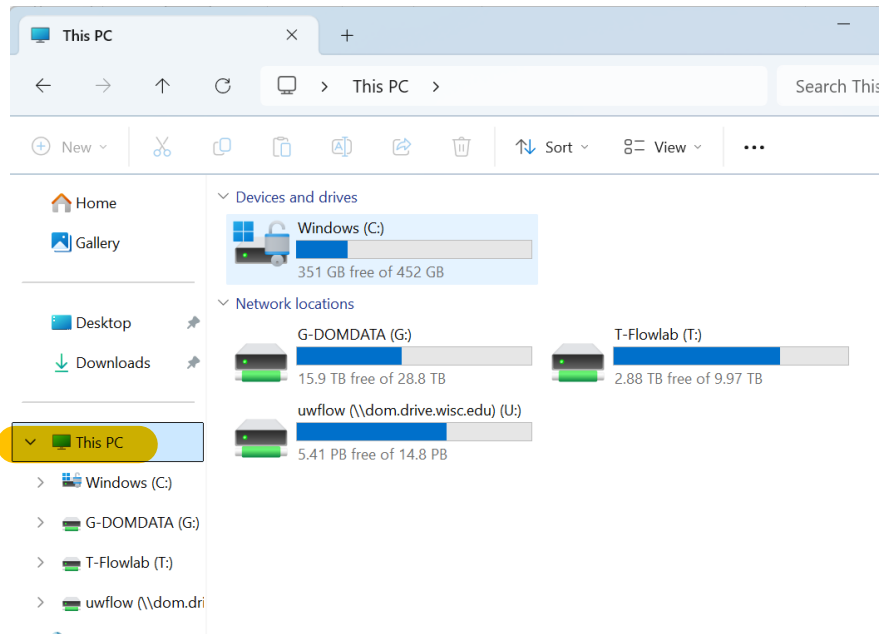 This PC
This PC
Search This
New
A
Sort
View
Home
Gallery
Desktop
Downloads
This PC
Windows (C:)
G-DOMDATA (G:)
T-Flowlab (T:)
uwflow (\\dom.dri
Devices and drives
Windows (C:)
351 GB free of 452 GB
Network locations
G-DOMDATA (G:)
15.9 TB free of 28.8 TB
T-Flowlab (T:)
2.88 TB free of 9.97 TB
uwflow (\\dom.drive.wisc.edu) (U:)
5.41 PB free of 14.8 PB